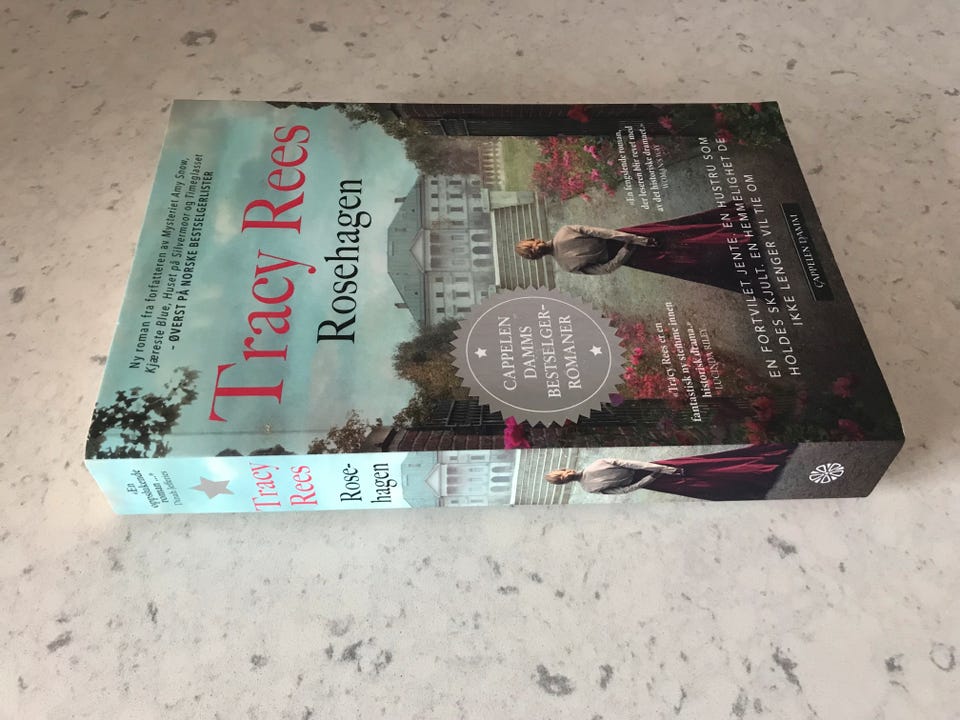 Ny roman fra forfatteren av Mysteriet Amy Snow,
Kjæreste Blue, Huset på Silvermoor og Timeglasset
- ØVERST PÅ NORSKE BESTSELGERLISTER
Tracy Rees
Rosehagen
CAPPELEN
DAMMS
BESTSELGER-
ROMANER
«En fengslende roman,
der leseren blir revet med
av det historiske dramaet.»
WOMAN'S WAY
«Tracy Rees er en
fantastisk ny stemme innen
historisk drama.»
LUCINDA RILEY
EN FORTVILET JENTE. EN HUSTRU SOM
HOLDES SKJULT. EN HEMMELIGHET DE
IKKE LENGER VIL TIE OM
CAPPELEN DAMM
«En
oppslukende
roman ...»
Tracy
Rees
Rose-
hagen